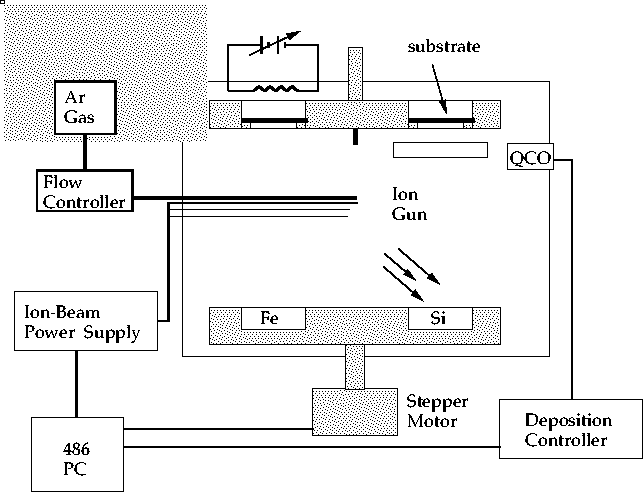 substrate
Ar
Gas
QCO
Flow
Controller
Ion
Gun
Ion-Beam
Power Supply
Fe
Si
Stepper
Motor
Deposition
Controller
486
PC